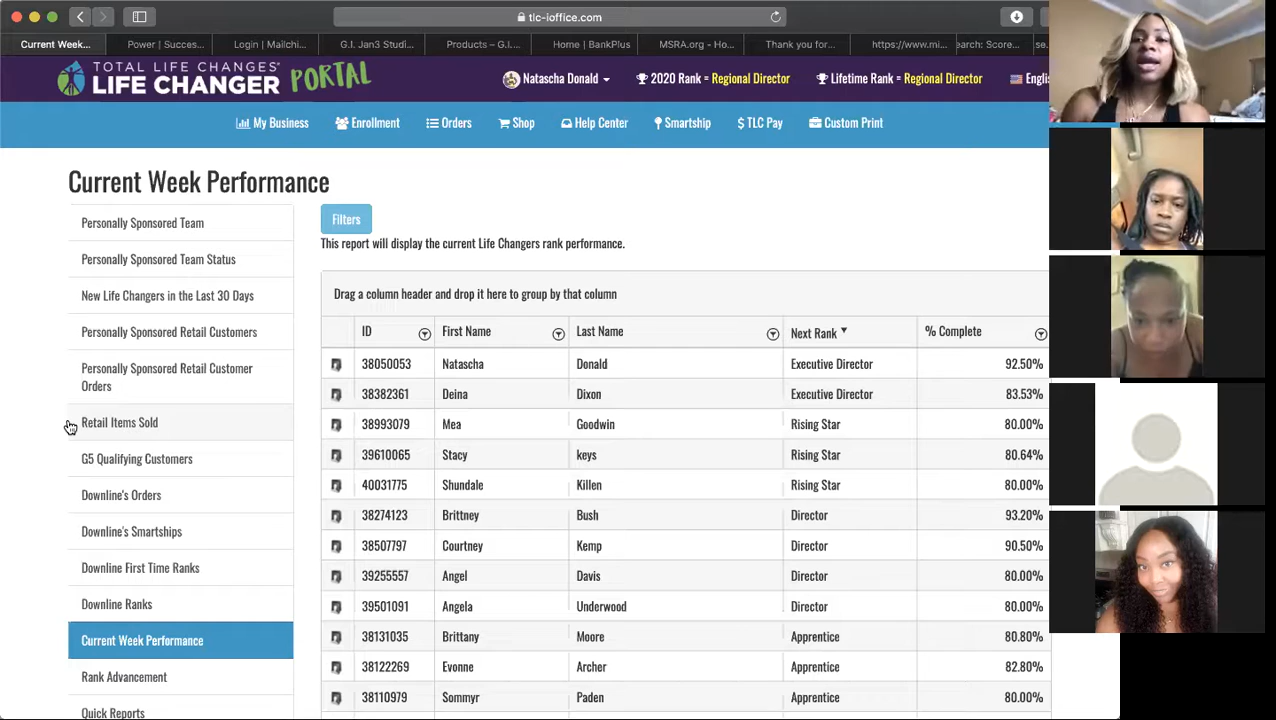 tlc-ioffice.com
Current Week... Power | Succes... Login | Mailchi... G.I. Jan3 Studi... Products – G.I.... Home | BankPlus MSRA.org - Ho... Thank you for... https://www.mi... earch: Score... se.
TOTAL LIFE CHANGES®
LIFE CHANGER PORTAL
Natascha Donald 2020 Rank = Regional Director Lifetime Rank = Regional Director Engli
My Business Enrollment Orders Shop Help Center Smartship $ TLC Pay Custom Print
Current Week Performance
Personally Sponsored Team
Personally Sponsored Team Status
New Life Changers in the Last 30 Days
Personally Sponsored Retail Customers
Personally Sponsored Retail Customer
Orders
Retail Items Sold
G5 Qualifying Customers
Downline's Orders
Downline's Smartships
Downline First Time Ranks
Downline Ranks
Current Week Performance
Rank Advancement
Quick Reports
Filters
This report will display the current Life Changers rank performance.
Drag a column header and drop it here to group by that column
ID First Name Last Name Next Rank % Complete
38050053 Natascha Donald Executive Director 92.50%
38382361 Deina Dixon Executive Director 83.53%
38993079 Mea Goodwin Rising Star 80.00%
39610065 Stacy keys Rising Star 80.64%
40031775 Shundale Killen Rising Star 80.00%
38274123 Brittney Bush Director 93.20%
38507797 Courtney Kemp Director 90.50%
39255557 Angel Davis Director 80.00%
39501091 Angela Underwood Director 80.00%
38131035 Brittany Moore Apprentice 80.80%
38122269 Evonne Archer Apprentice 82.80%
38110979 Sommyr Paden Apprentice 80.00%